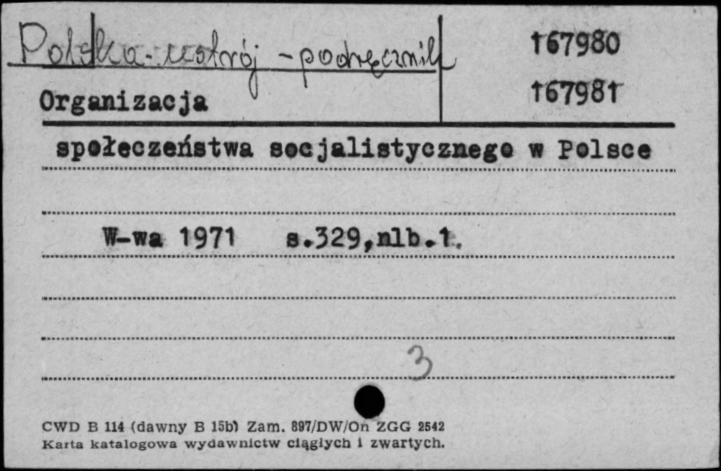 Polska - ustrój - podręcznik
167980
Organizacja
167981
społeczeństwa socjalistycznego w Polsce
W-wa 1971 s.329,nlb.1.
3
CWD B 114 (dawny B 15b) Zam. 897/DW/On ZGG 2542
Karta katalogowa wydawnictw ciągłych i zwartych.